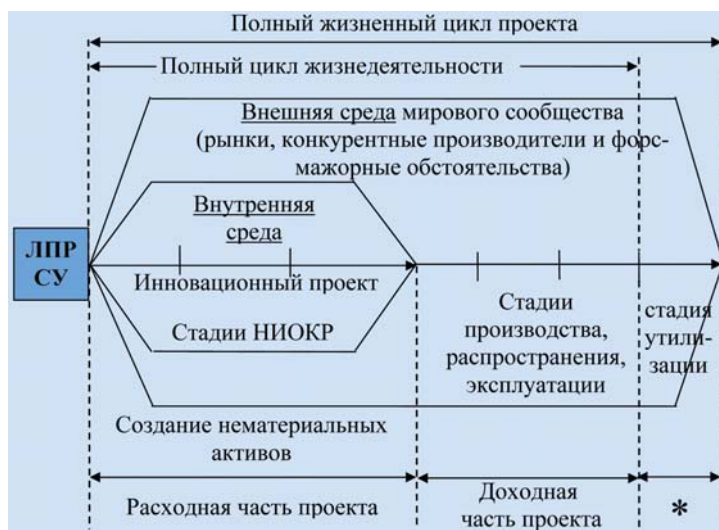 Полный жизненный цикл проекта
Полный цикл жизнедеятельности
Внешняя среда мирового сообщества
(рынки, конкурентные производители и форс-
мажорные обстоятельства)
Внутренняя
среда
ЛПР
СУ
Инновационный проект
Стадии НИОКР
Стадии
производства,
распространения,
эксплуатации
стадия
утили-
зации
Создание нематериальных
активов
Расходная часть проекта
Доходная
часть проекта
*